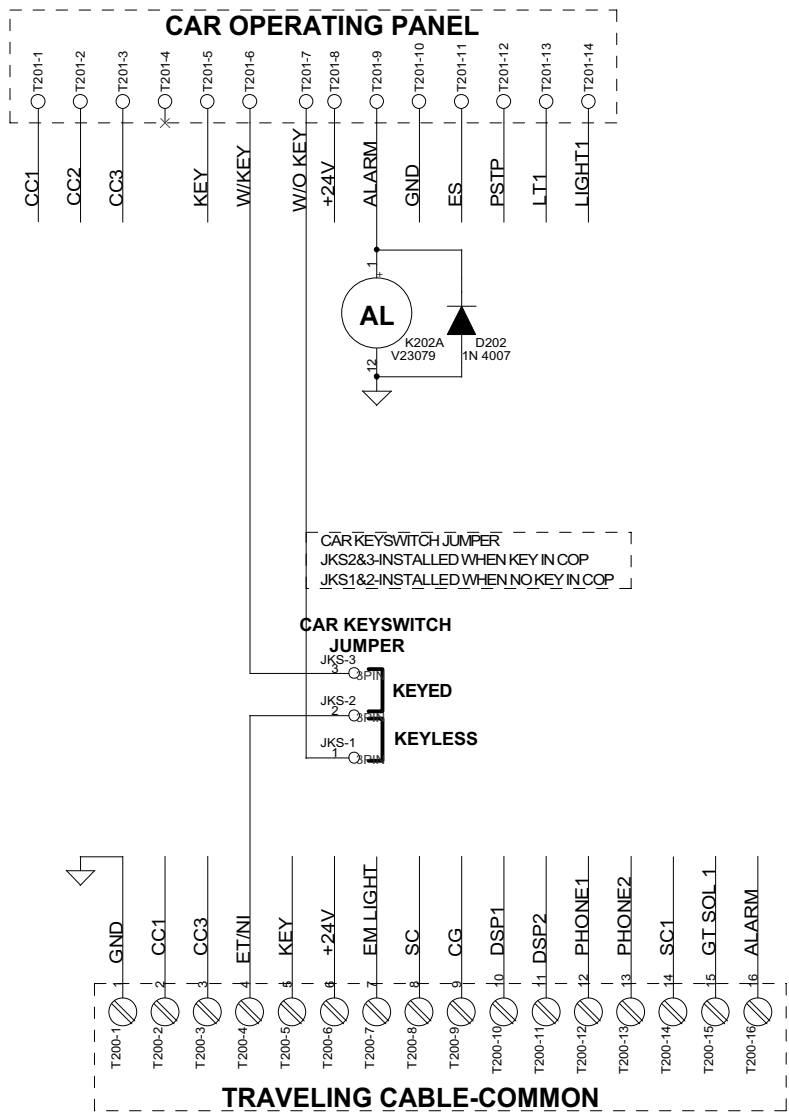 CAR OPERATING PANEL
T201-1
T201-2
T201-3
T201-4
T201-5
T201-6
T201-7
T201-8
T201-9
T201-10
T201-11
T201-12
T201-13
T201-14
CC1
CC2
CC3
KEY
W/KEY
W/O KEY
+24V
ALARM
GND
ES
PSTP
LT1
LIGHT1
1
+
AL
K202A
V23079
12
D202
1N 4007
CAR KEYSWITCH JUMPER
JKS2&3-INSTALLED WHEN KEY IN COP
JKS1&2-INSTALLED WHEN NO KEY IN COP
CAR KEYSWITCH
JUMPER
JKS-3
3
3PIN
KEYED
JKS-2
2
3PIN
KEYLESS
JKS-1
1
3PIN
GND
CC1
CC3
ET/NI
KEY
+24V
EM LIGHT
SC
CG
DSP1
DSP2
PHONE1
PHONE2
SC1
GT SOL 1
ALARM
1
2
3
4
5
6
7
8
9
10
11
12
13
14
15
16
T200-1
T200-2
T200-3
T200-4
T200-5
T200-6
T200-7
T200-8
T200-9
T200-10
T200-11
T200-12
T200-13
T200-14
T200-15
T200-16
TRAVELING CABLE-COMMON